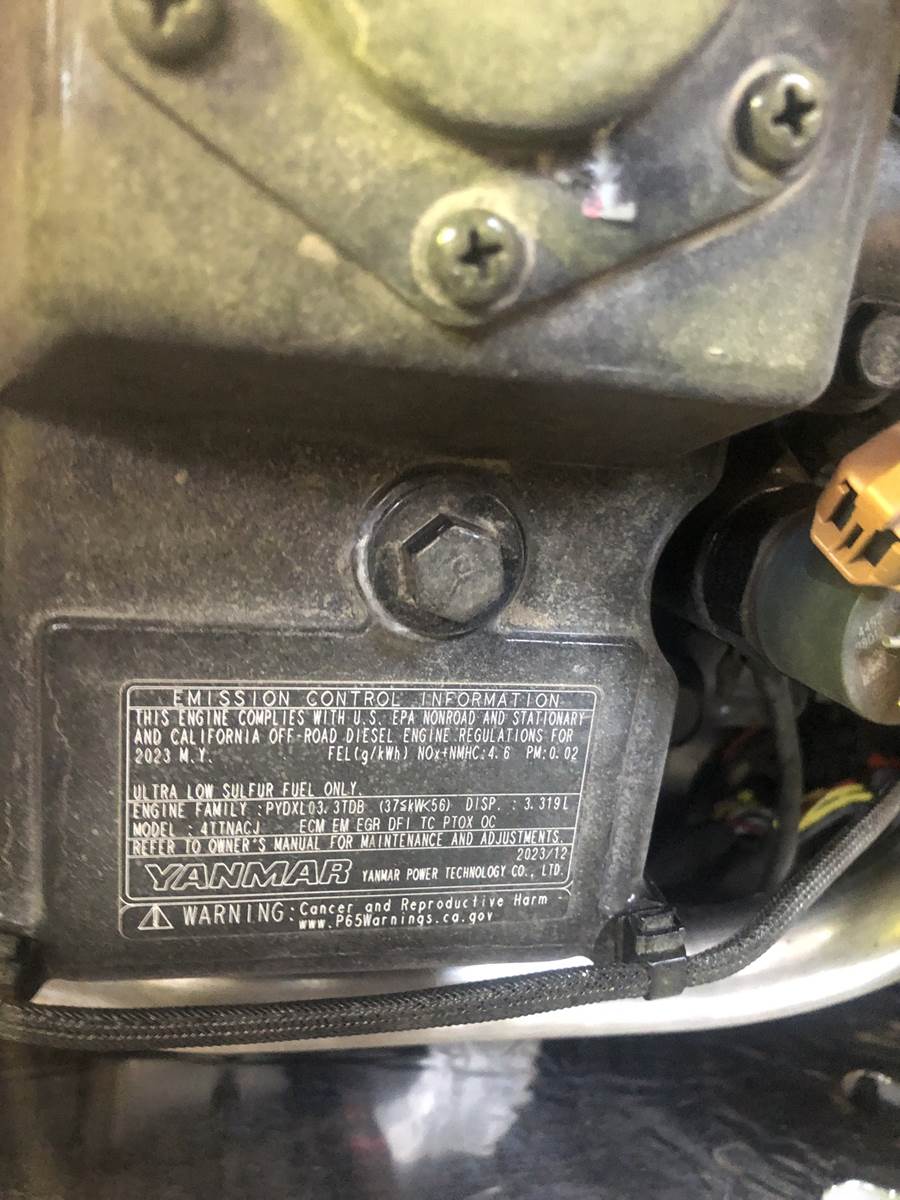 EMISSION CONTROL INFORMATION
THIS ENGINE COMPLIES WITH U.S. EPA NONROAD AND STATIONARY
AND CALIFORNIA OFF-ROAD DIESEL ENGINE REGULATIONS FOR
2023 M.Y. FEL(g/kWh) NOx+NMHC:4.6 PM:0.02
ULTRA LOW SULFUR FUEL ONLY.
ENGINE FAMILY :PYDXL03.3TDB (37≤kW<56) DISP. : 3.319L
MODEL : 4TTNACJ ECM EM EGR DFI TC PTOX OC
REFER TO OWNER'S MANUAL FOR MAINTENANCE AND ADJUSTMENTS.
2023/12
YANMAR YANMAR POWER TECHNOLOGY CO., LTD.
WARNING: Cancer and Reproductive Harm -
www.P65Warnings.ca.gov